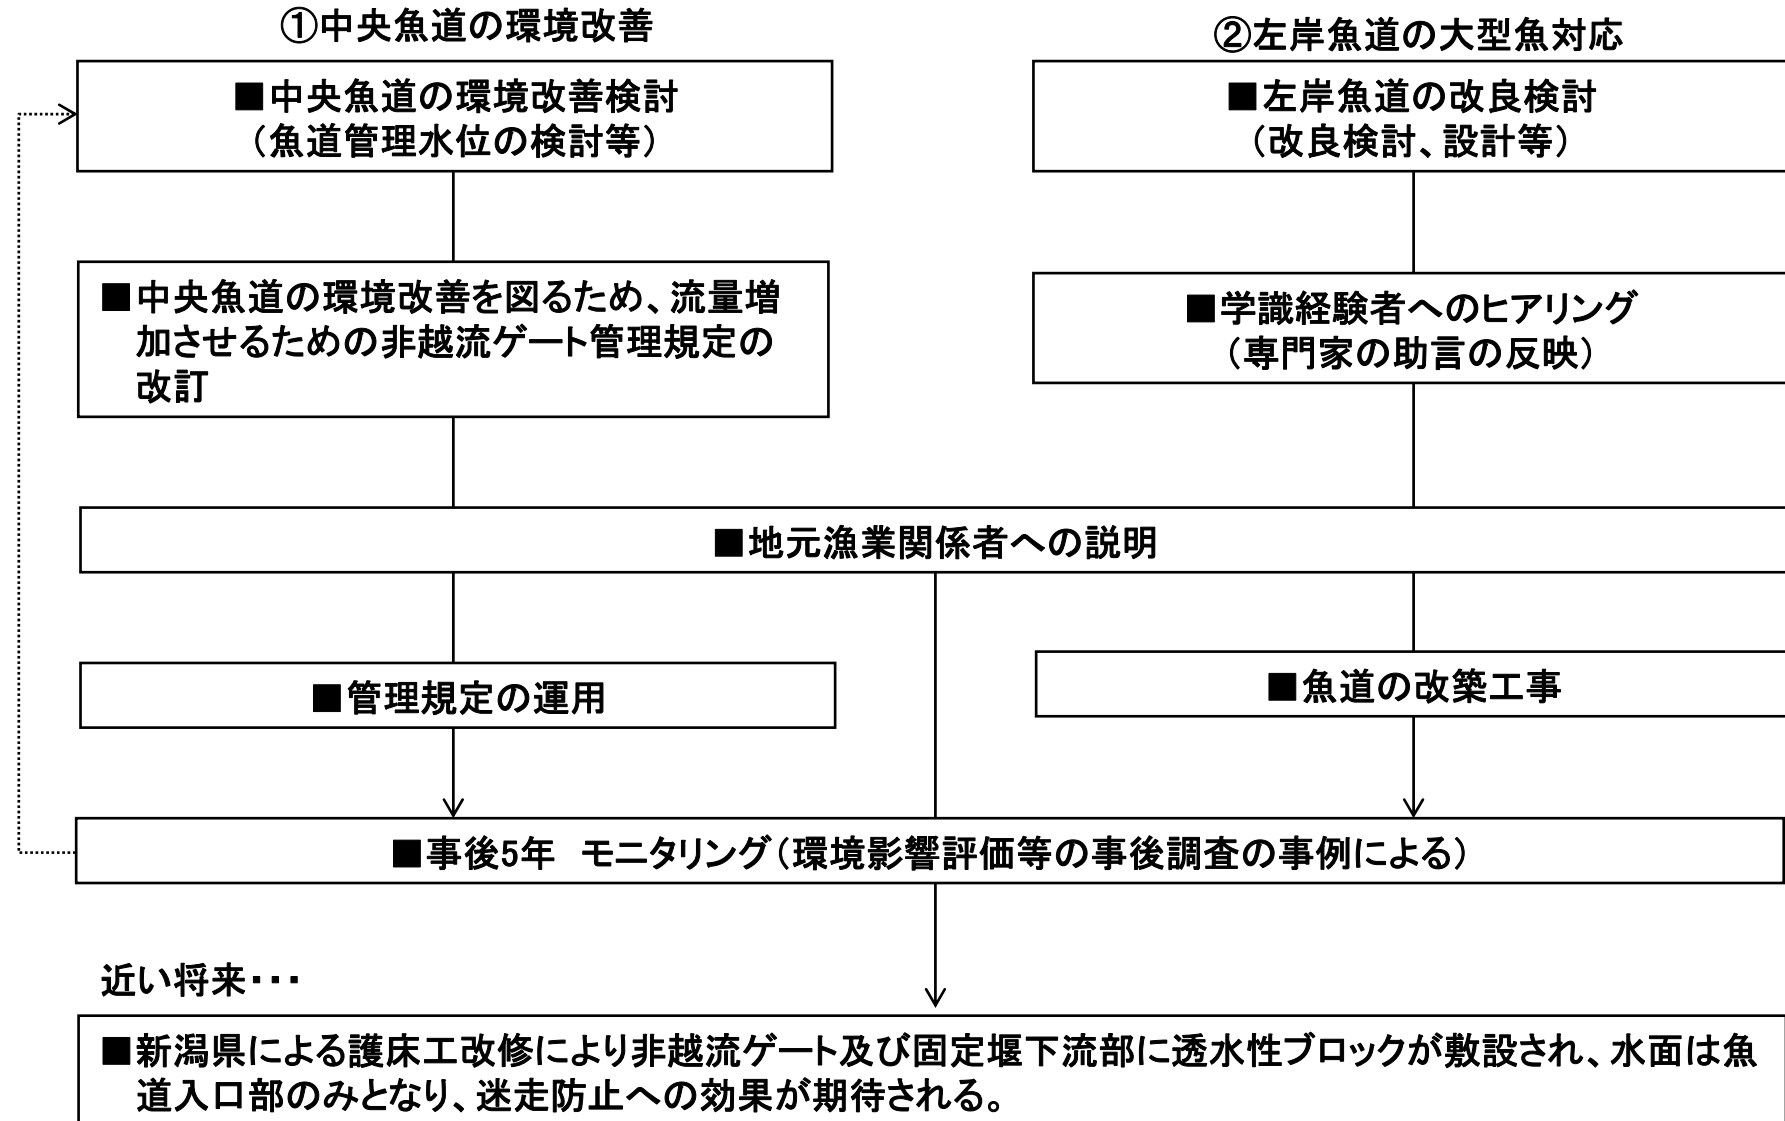 ①中央魚道の環境改善
②左岸魚道の大型魚対応
■中央魚道の環境改善検討
（魚道管理水位の検討等）
■左岸魚道の改良検討
（改良検討、設計等）
■中央魚道の環境改善を図るため、流量増
加させるための非越流ゲート管理規定の
改訂
■学識経験者へのヒアリング
（専門家の助言の反映）
■地元漁業関係者への説明
■管理規定の運用
■魚道の改築工事
■事後5年　モニタリング（環境影響評価等の事後調査の事例による）
近い将来・・・
■新潟県による護床工改修により非越流ゲート及び固定堰下流部に透水性ブロックが敷設され、水面は魚
道入口部のみとなり、迷走防止への効果が期待される。